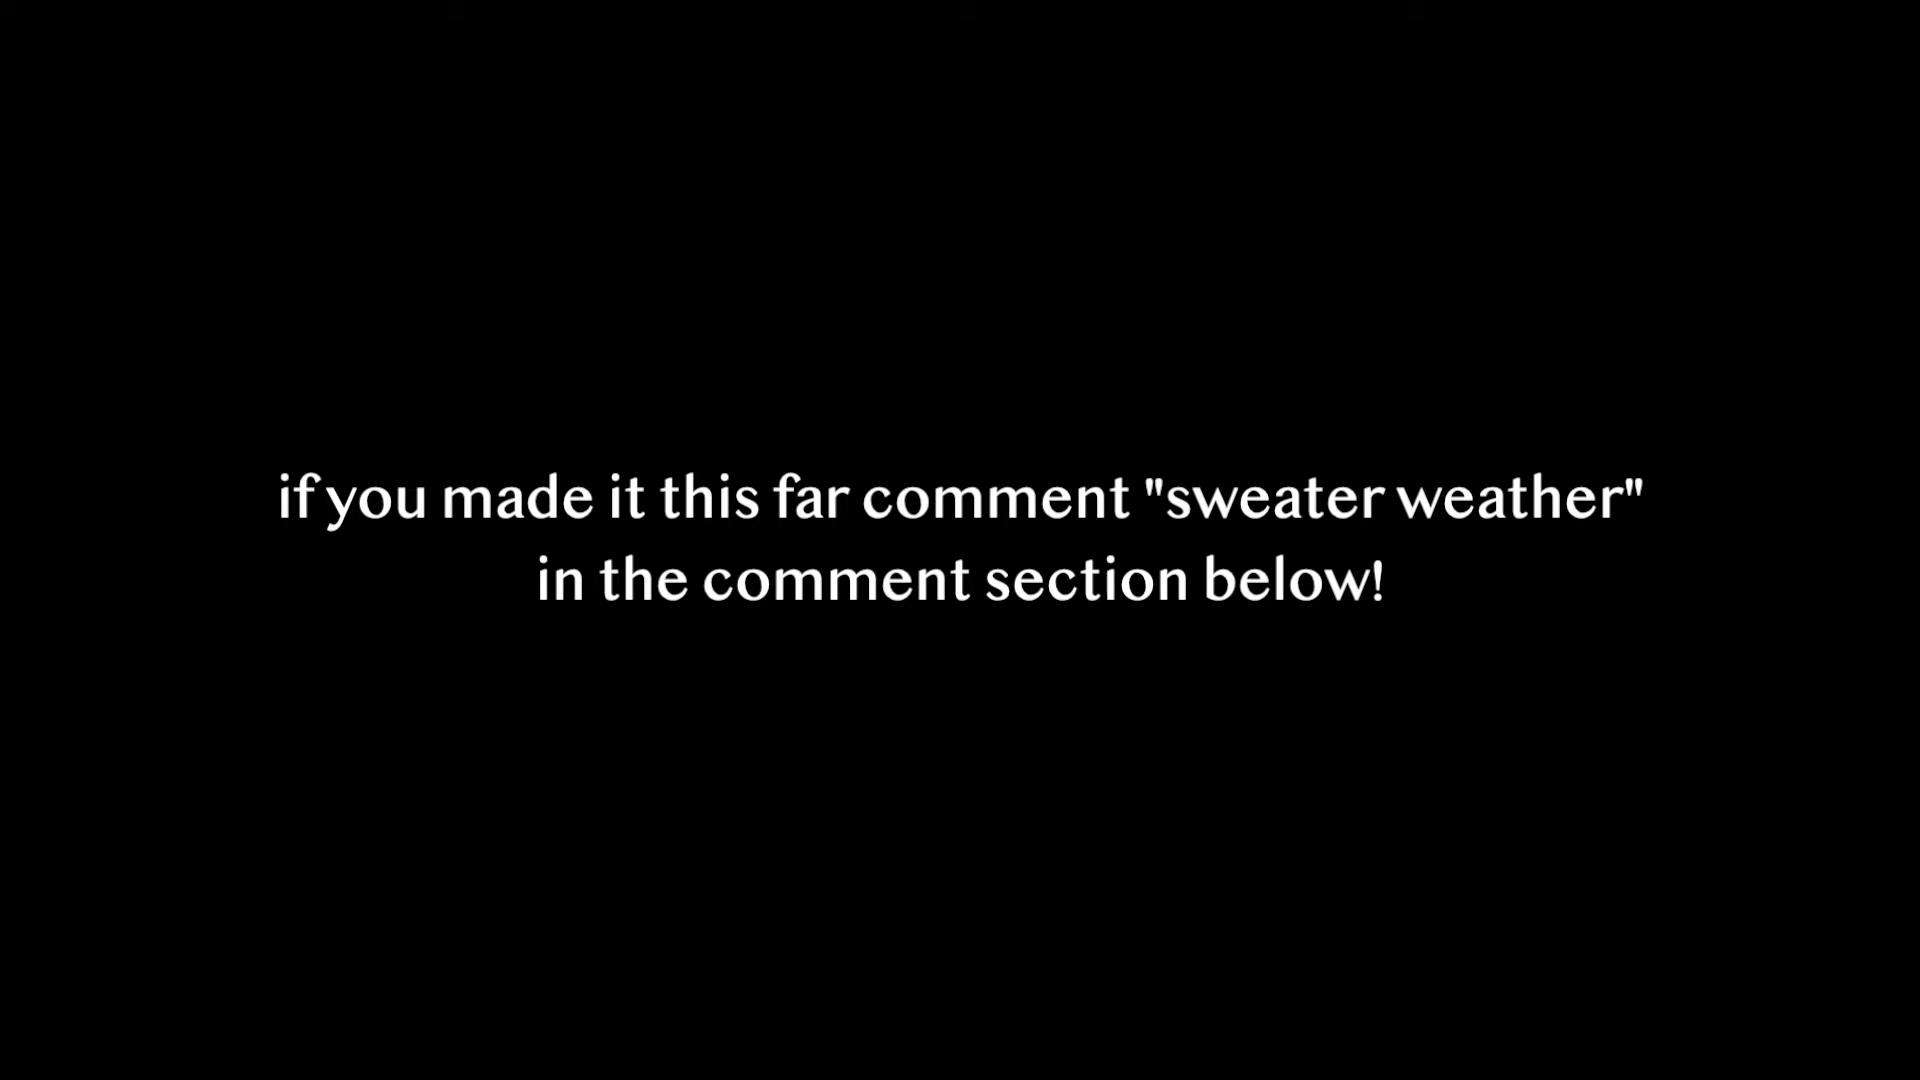 if you made it this far comment "sweater weather"
in the comment section below!